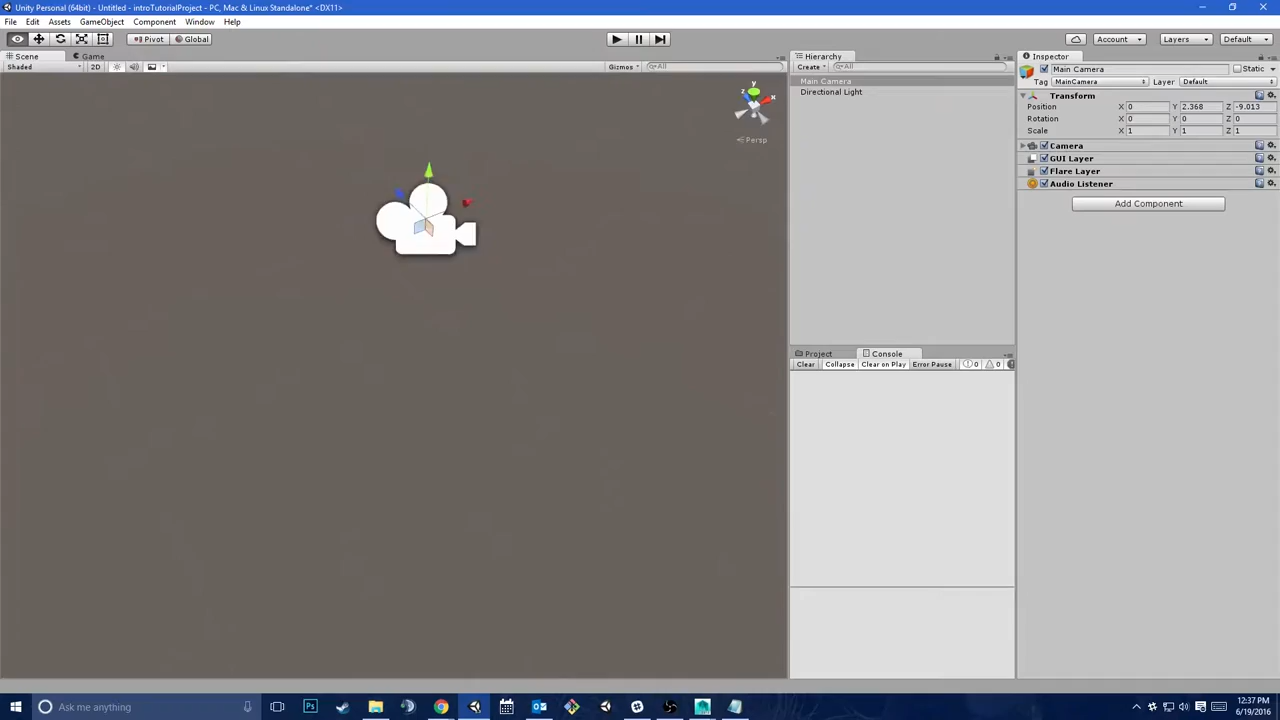 Unity Personal (64bit) - Untitled - introTutorialProject - PC, Mac & Linux Standalone* <DX11>
File Edit Assets GameObject Component Window Help
Pivot Global Account Layers Default
Scene Game Hierarchy Inspector
Shaded 2D Gizmos All Create All
Main Camera Static
Tag MainCamera Layer Default
Main Camera
Directional Light
Transform
Position X 0 Y 2.368 Z -9.013
Rotation X 0 Y 0 Z 0
Scale X 1 Y 1 Z 1
Camera
GUI Layer
Flare Layer
Audio Listener
Add Component
y
z x
Persp
Project Console
Clear Collapse Clear on Play Error Pause 0 0
Ask me anything
12:37 PM
6/19/2016